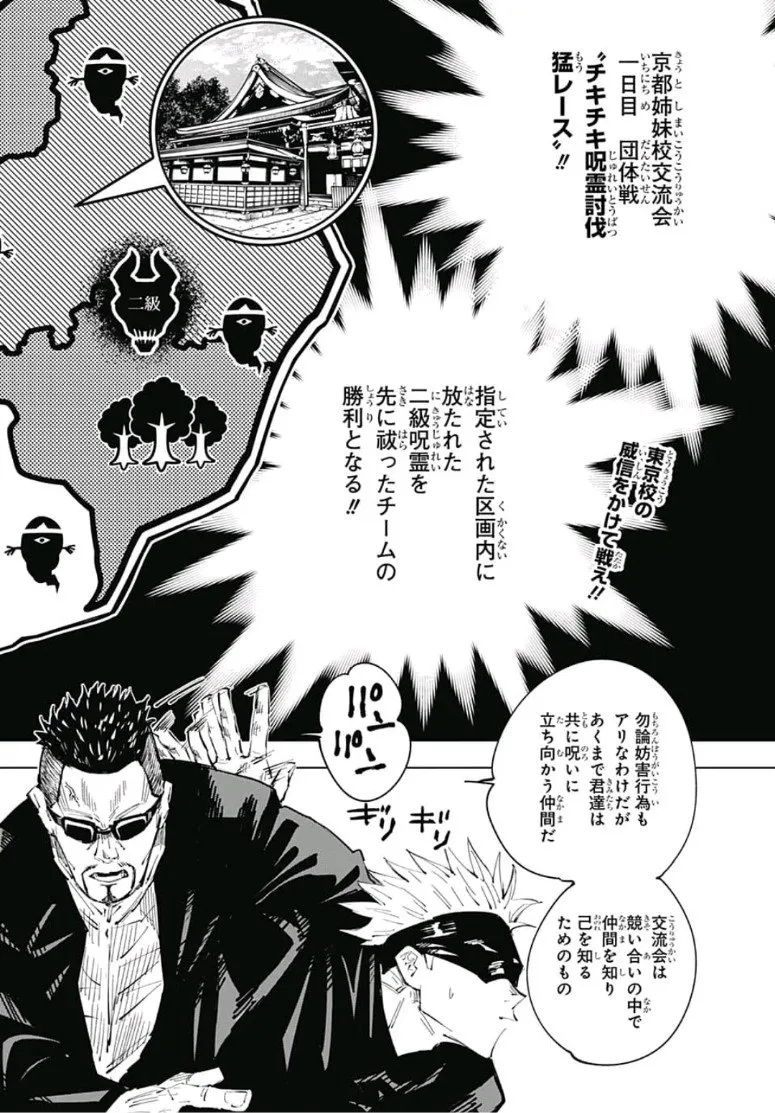 京都姉妹校交流会
一日目　団体戦
〝チキチキ呪霊討伐
猛レース〟!!
指定された区画内に
放たれた
二級呪霊を
先に祓ったチームの
勝利となる!!
東京校の
威信をかけて戦え!!
二級
勿論妨害行為も
アリなわけだが
あくまで君達は
共に呪いに
立ち向かう仲間だ
パン
パン
ギリ
ギリ
交流会は
競い合いの中で
仲間を知り
己を知る
ためのもの